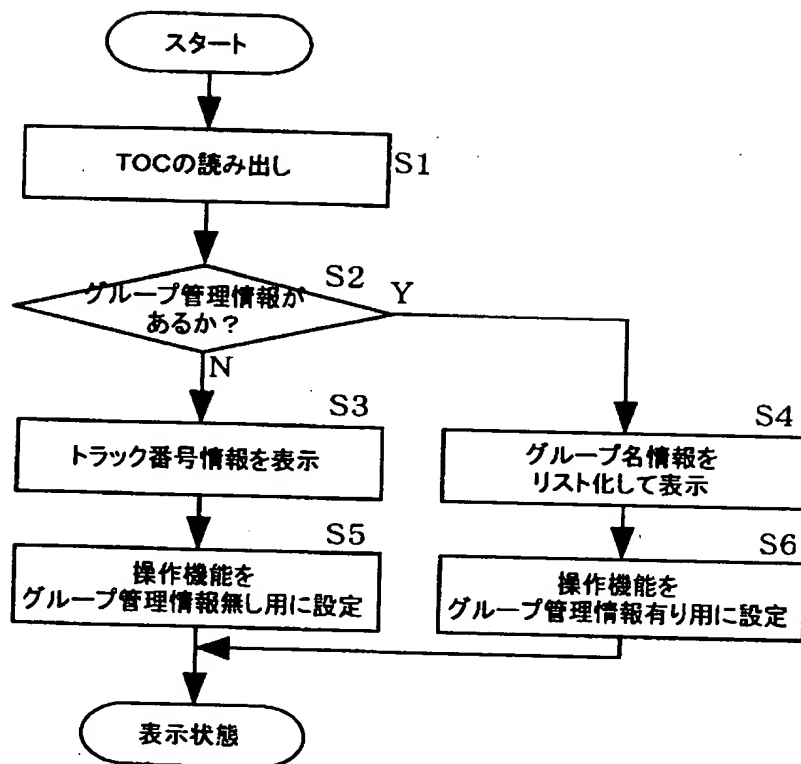 スタート
TOCの読み出し
S1
S2
グループ管理情報が
あるか？
Y
N
S3
トラック番号情報を表示
S4
グループ名情報を
リスト化して表示
S5
操作機能を
グループ管理情報無し用に設定
S6
操作機能を
グループ管理情報有り用に設定
表示状態